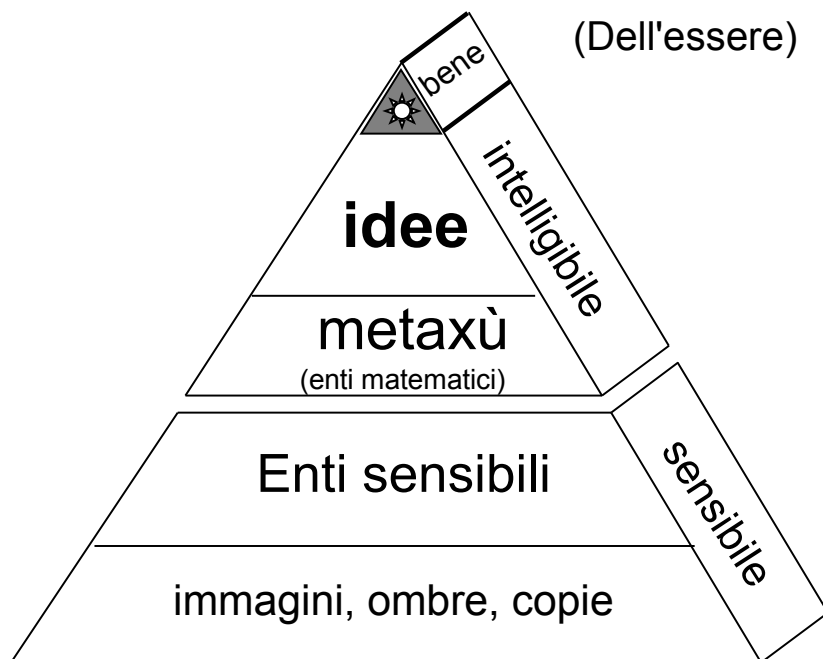 (Dell'essere)
bene
intelligibile
idee
metaxù
(enti matematici)
Enti sensibili
sensibile
immagini, ombre, copie